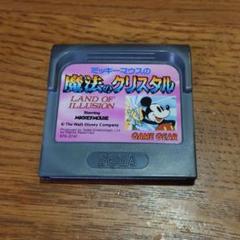 ミッキーマウスの
魔法のクリスタル
LAND OF
ILLUSION
starring
MICKEY MOUSE
© The Walt Disney Company
GAME GEAR
SEGA